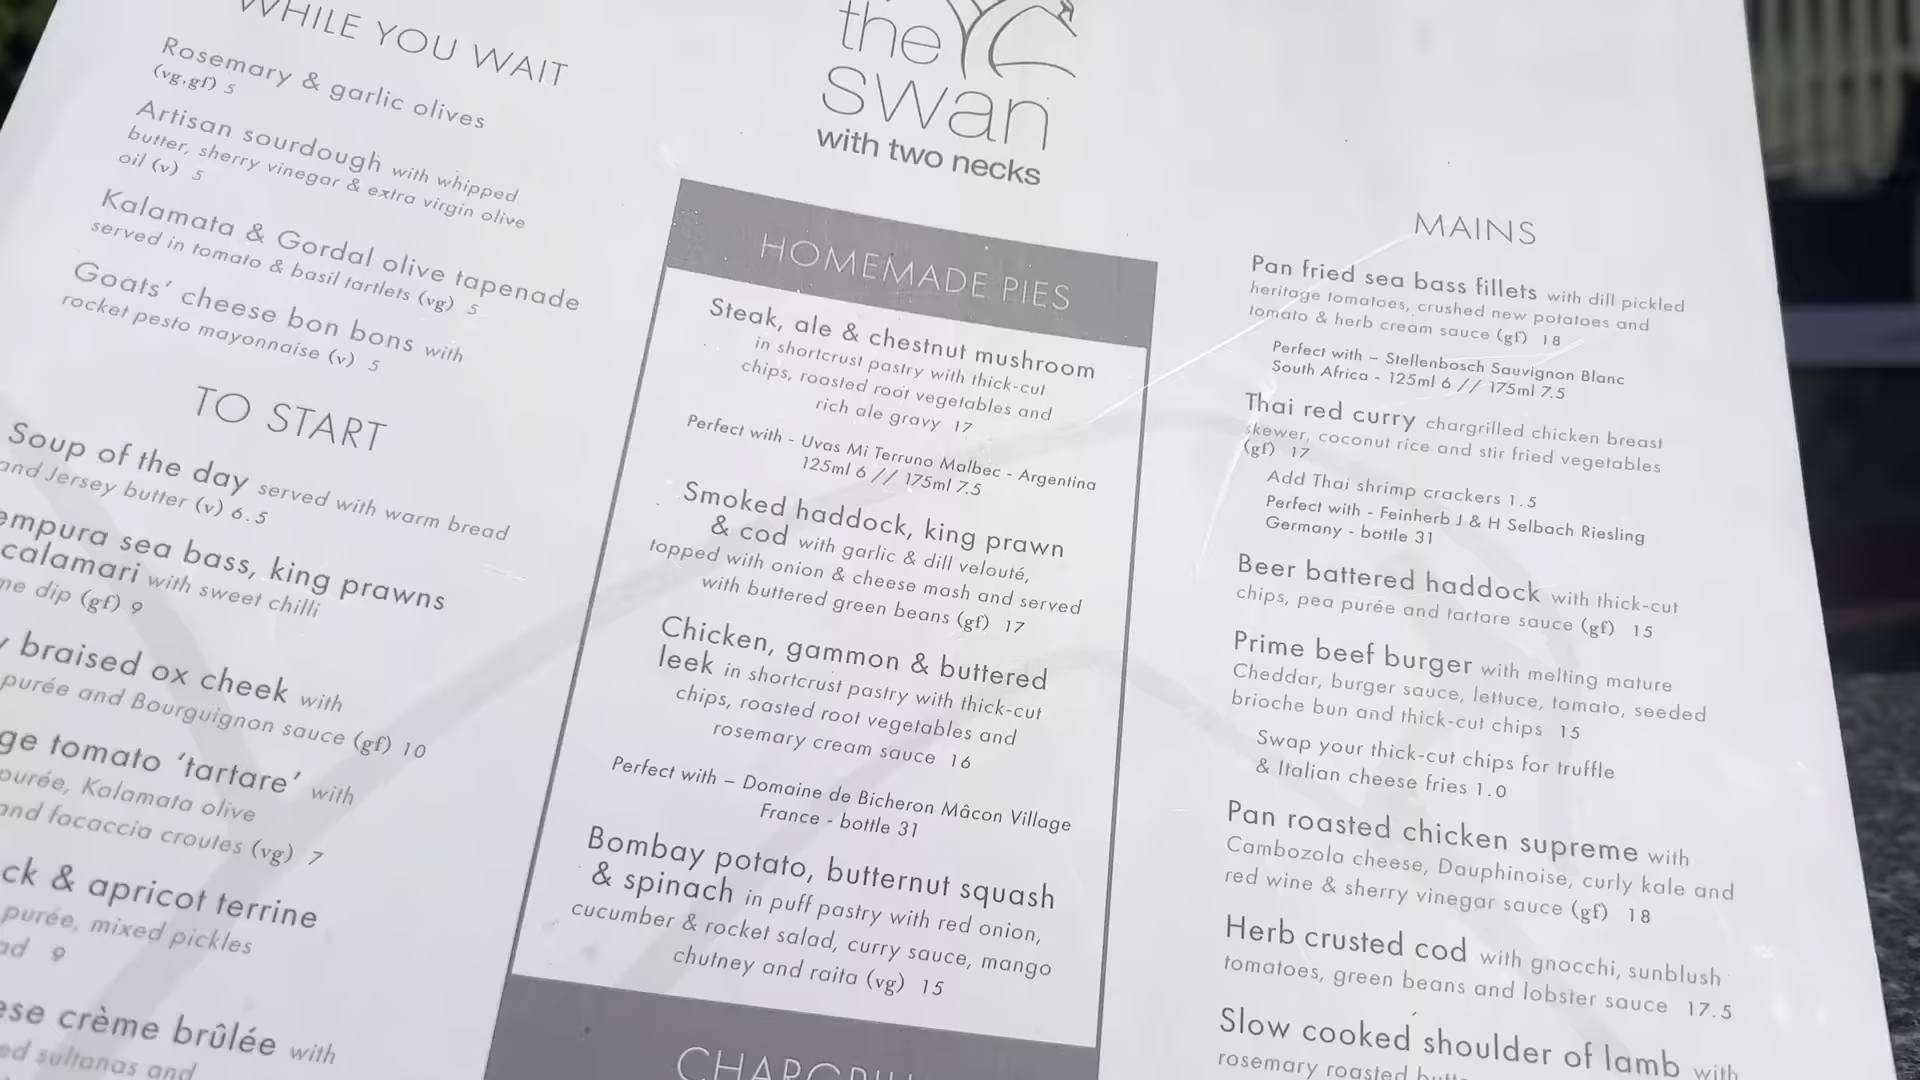 WHILE YOU WAIT
Rosemary & garlic olives
(vg,gf) 5
Artisan sourdough with whipped
butter, sherry vinegar & extra virgin olive
oil (v) 5
Kalamata & Gordal olive tapenade
served in tomato & basil tartlets (vg) 5
Goats' cheese bon bons with
rocket pesto mayonnaise (v) 5
TO START
Soup of the day served with warm bread
and Jersey butter (v) 6.5
sea bass, king prawns
calamari with sweet chilli
dip (gf) 9
braised ox cheek with
purée and Bourguignon sauce (gf) 10
tomato 'tartare' with
purée, Kalamata olive
and focaccia croutes (vg) 7
& apricot terrine
purée, mixed pickles
9
crème brûlée with
sultanas and
the
swan
with two necks
HOMEMADE PIES
Steak, ale & chestnut mushroom
in shortcrust pastry with thick-cut
chips, roasted root vegetables and
rich ale gravy 17
Perfect with - Uvas Mi Terruno Malbec - Argentina
125ml 6 // 175ml 7.5
Smoked haddock, king prawn
& cod with garlic & dill velouté,
topped with onion & cheese mash and served
with buttered green beans (gf) 17
Chicken, gammon & buttered
leek in shortcrust pastry with thick-cut
chips, roasted root vegetables and
rosemary cream sauce 16
Perfect with – Domaine de Bicheron Mâcon Village
France - bottle 31
Bombay potato, butternut squash
& spinach in puff pastry with red onion,
cucumber & rocket salad, curry sauce, mango
chutney and raita (vg) 15
MAINS
Pan fried sea bass fillets with dill pickled
heritage tomatoes, crushed new potatoes and
tomato & herb cream sauce (gf) 18
Perfect with – Stellenbosch Sauvignon Blanc
South Africa - 125ml 6 // 175ml 7.5
Thai red curry chargrilled chicken breast
skewer, coconut rice and stir fried vegetables
(gf) 17
Add Thai shrimp crackers 1.5
Perfect with - Feinherb J & H Selbach Riesling
Germany - bottle 31
Beer battered haddock with thick-cut
chips, pea purée and tartare sauce (gf) 15
Prime beef burger with melting mature
Cheddar, burger sauce, lettuce, tomato, seeded
brioche bun and thick-cut chips 15
Swap your thick-cut chips for truffle
& Italian cheese fries 1.0
Pan roasted chicken supreme with
Cambozola cheese, Dauphinoise, curly kale and
red wine & sherry vinegar sauce (gf) 18
Herb crusted cod with gnocchi, sunblush
tomatoes, green beans and lobster sauce 17.5
Slow cooked shoulder of lamb with
rosemary roasted